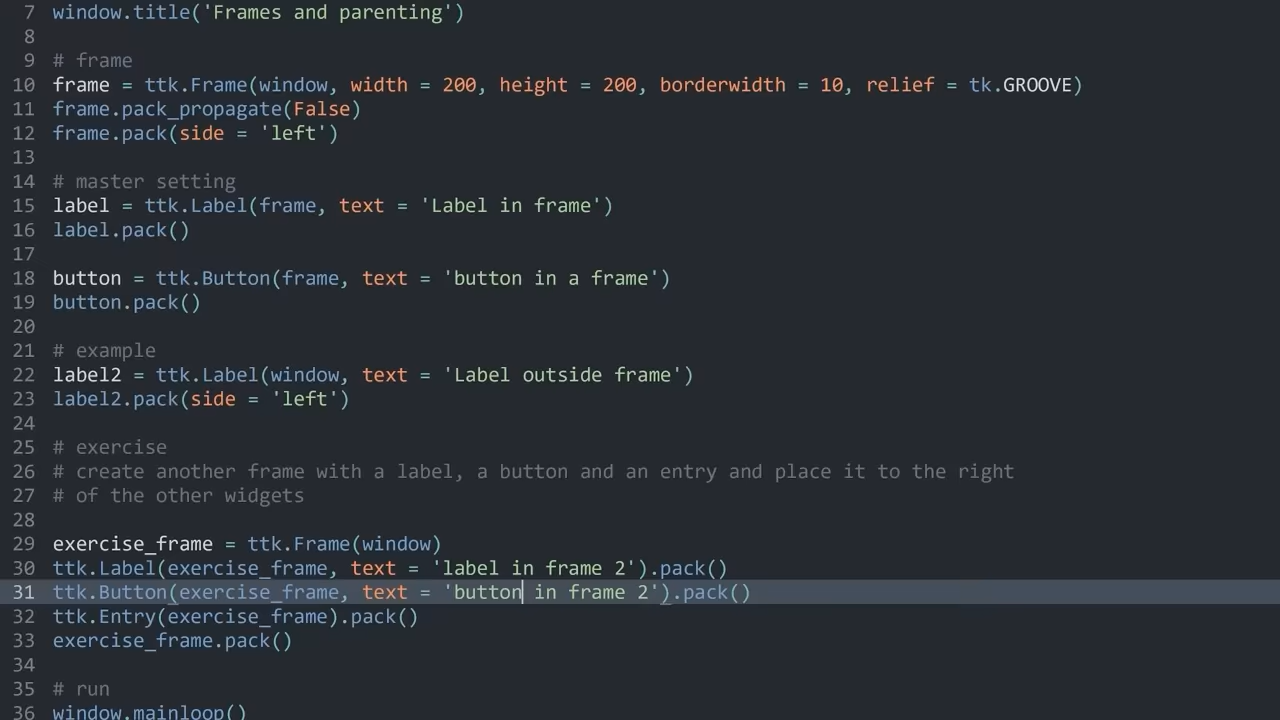 7 window.title('Frames and parenting')
8
9 # frame
10 frame = ttk.Frame(window, width = 200, height = 200, borderwidth = 10, relief = tk.GROOVE)
11 frame.pack_propagate(False)
12 frame.pack(side = 'left')
13
14 # master setting
15 label = ttk.Label(frame, text = 'Label in frame')
16 label.pack()
17
18 button = ttk.Button(frame, text = 'button in a frame')
19 button.pack()
20
21 # example
22 label2 = ttk.Label(window, text = 'Label outside frame')
23 label2.pack(side = 'left')
24
25 # exercise
26 # create another frame with a label, a button and an entry and place it to the right
27 # of the other widgets
28
29 exercise_frame = ttk.Frame(window)
30 ttk.Label(exercise_frame, text = 'label in frame 2').pack()
31 ttk.Button(exercise_frame, text = 'button in frame 2').pack()
32 ttk.Entry(exercise_frame).pack()
33 exercise_frame.pack()
34
35 # run
36 window.mainloop()